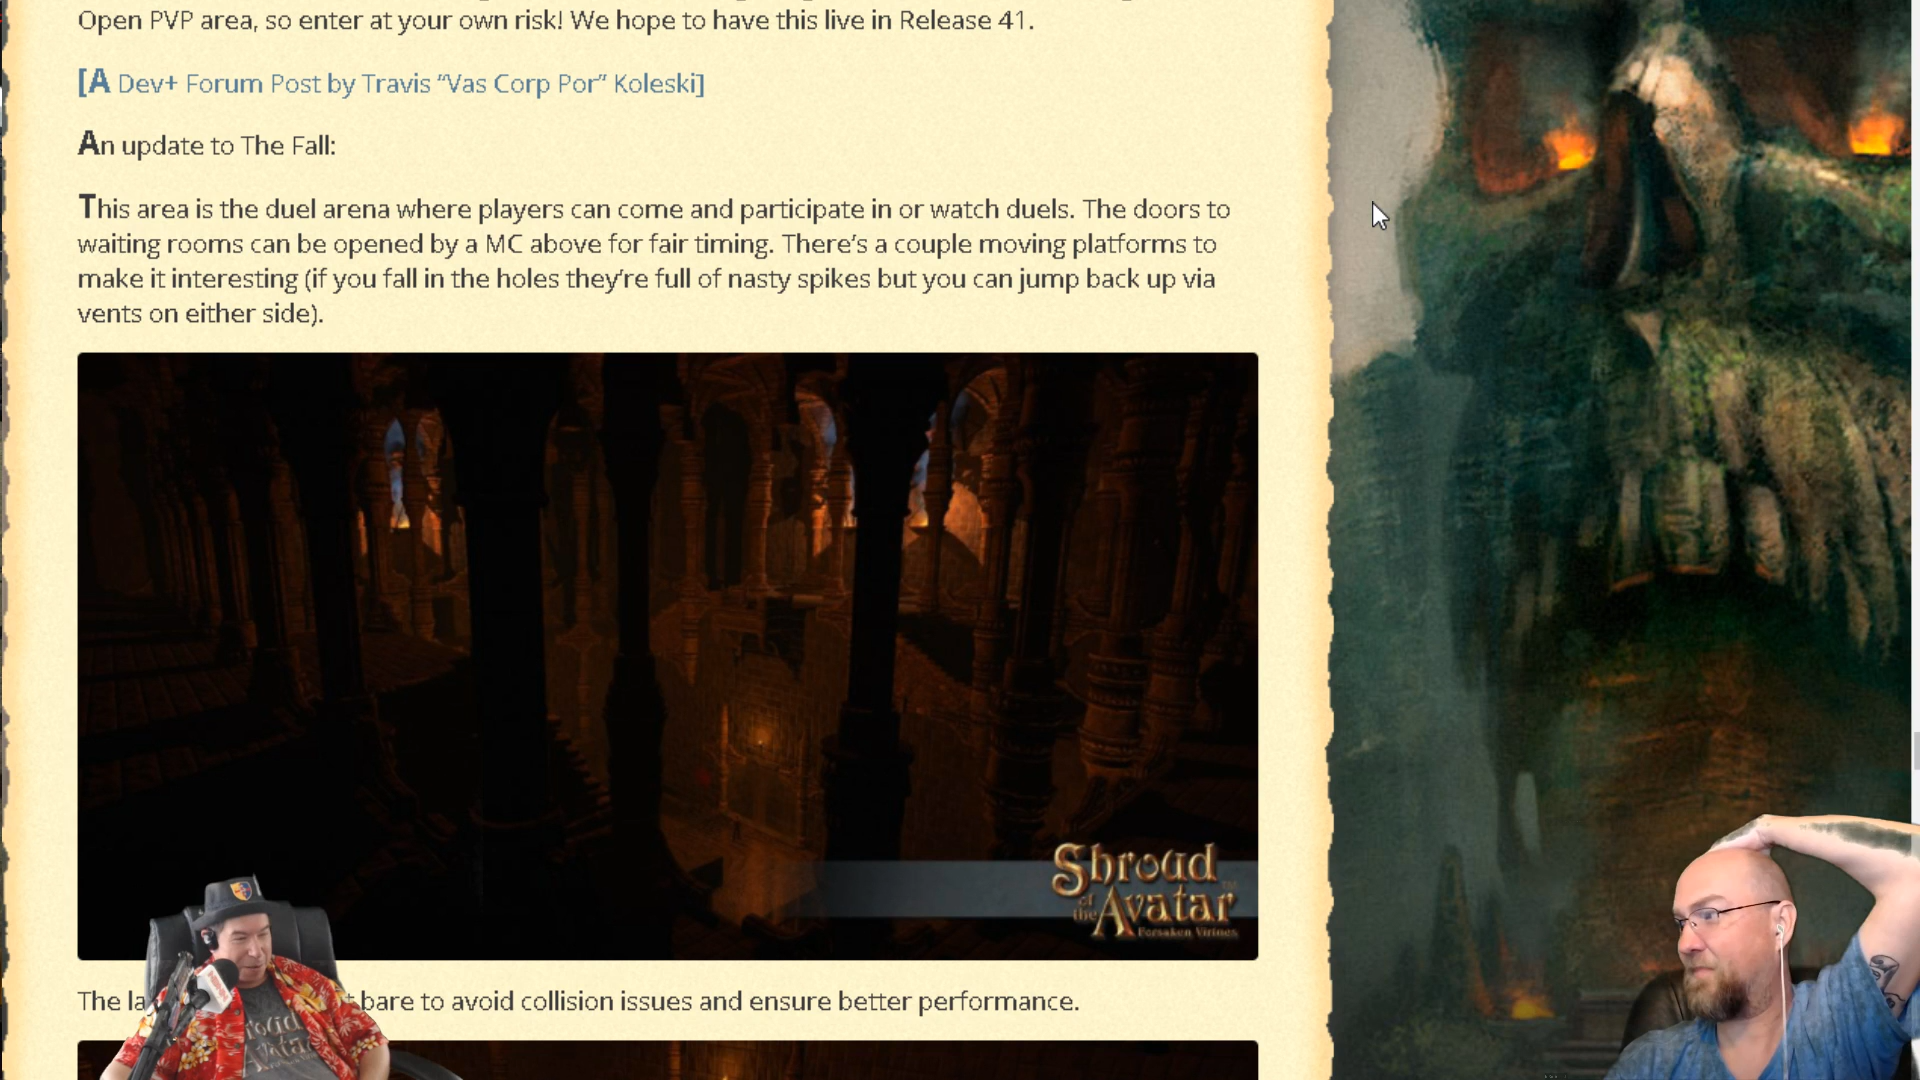 Open PVP area, so enter at your own risk! We hope to have this live in Release 41.
[A Dev+ Forum Post by Travis “Vas Corp Por” Koleski]
An update to The Fall:
This area is the duel arena where players can come and participate in or watch duels. The doors to
waiting rooms can be opened by a MC above for fair timing. There’s a couple moving platforms to
make it interesting (if you fall in the holes they’re full of nasty spikes but you can jump back up via
vents on either side).
Shroud
of the Avatar™
Forsaken Virtues
The bare to avoid collision issues and ensure better performance.
Avatar